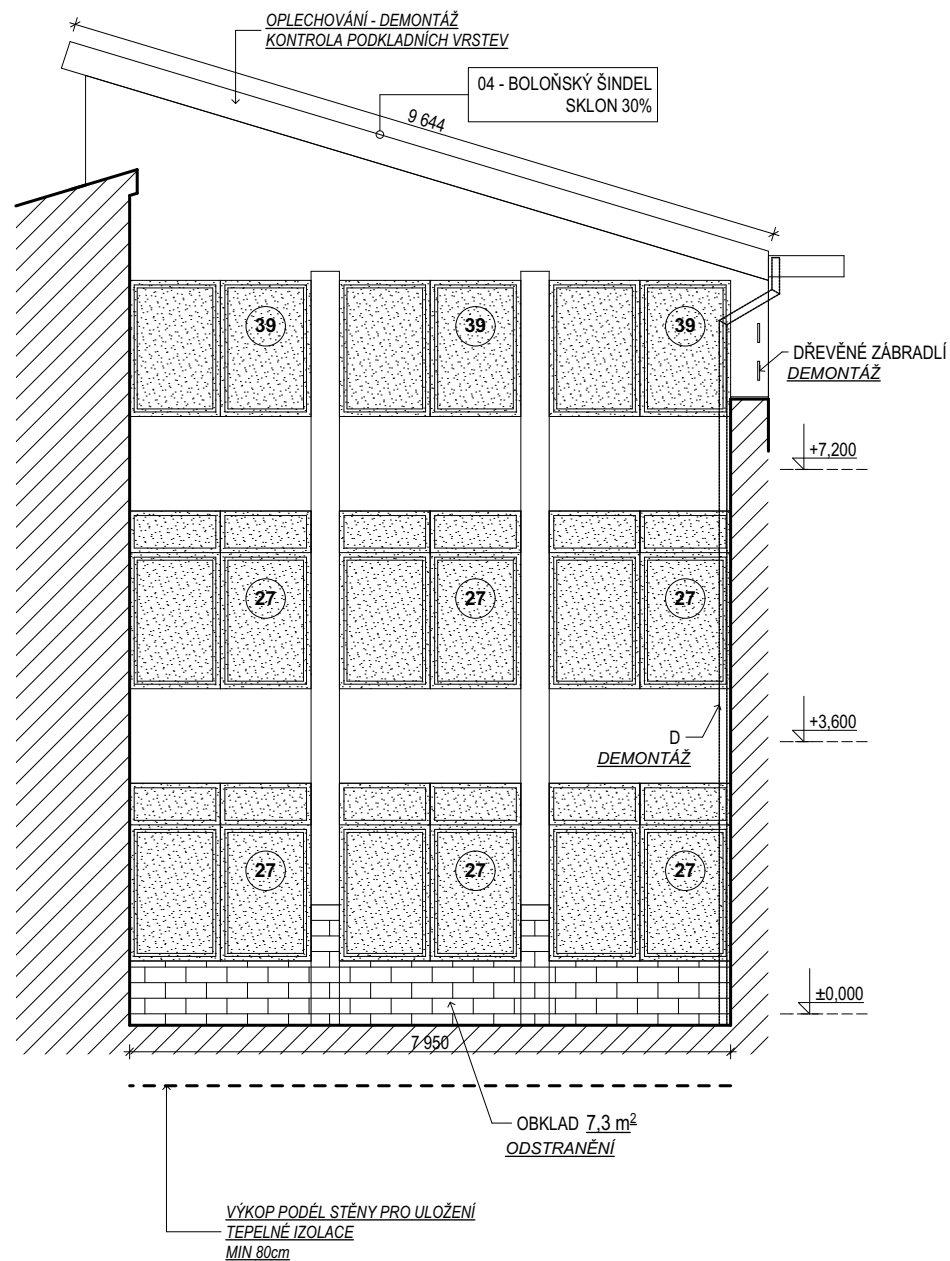 OPLECHOVÁNÍ - DEMONTÁŽ
KONTROLA PODKLADNÍCH VRSTEV
04 - BOLOŇSKÝ ŠINDEL
SKLON 30%
9 644
39
39
39
DŘEVĚNÉ ZÁBRADLÍ
DEMONTÁŽ
+7,200
27
27
27
+3,600
D
DEMONTÁŽ
27
27
27
±0,000
7 950
OBKLAD 7,3 m²
ODSTRANĚNÍ
VÝKOP PODÉL STĚNY PRO ULOŽENÍ
TEPELNÉ IZOLACE
MIN 80cm